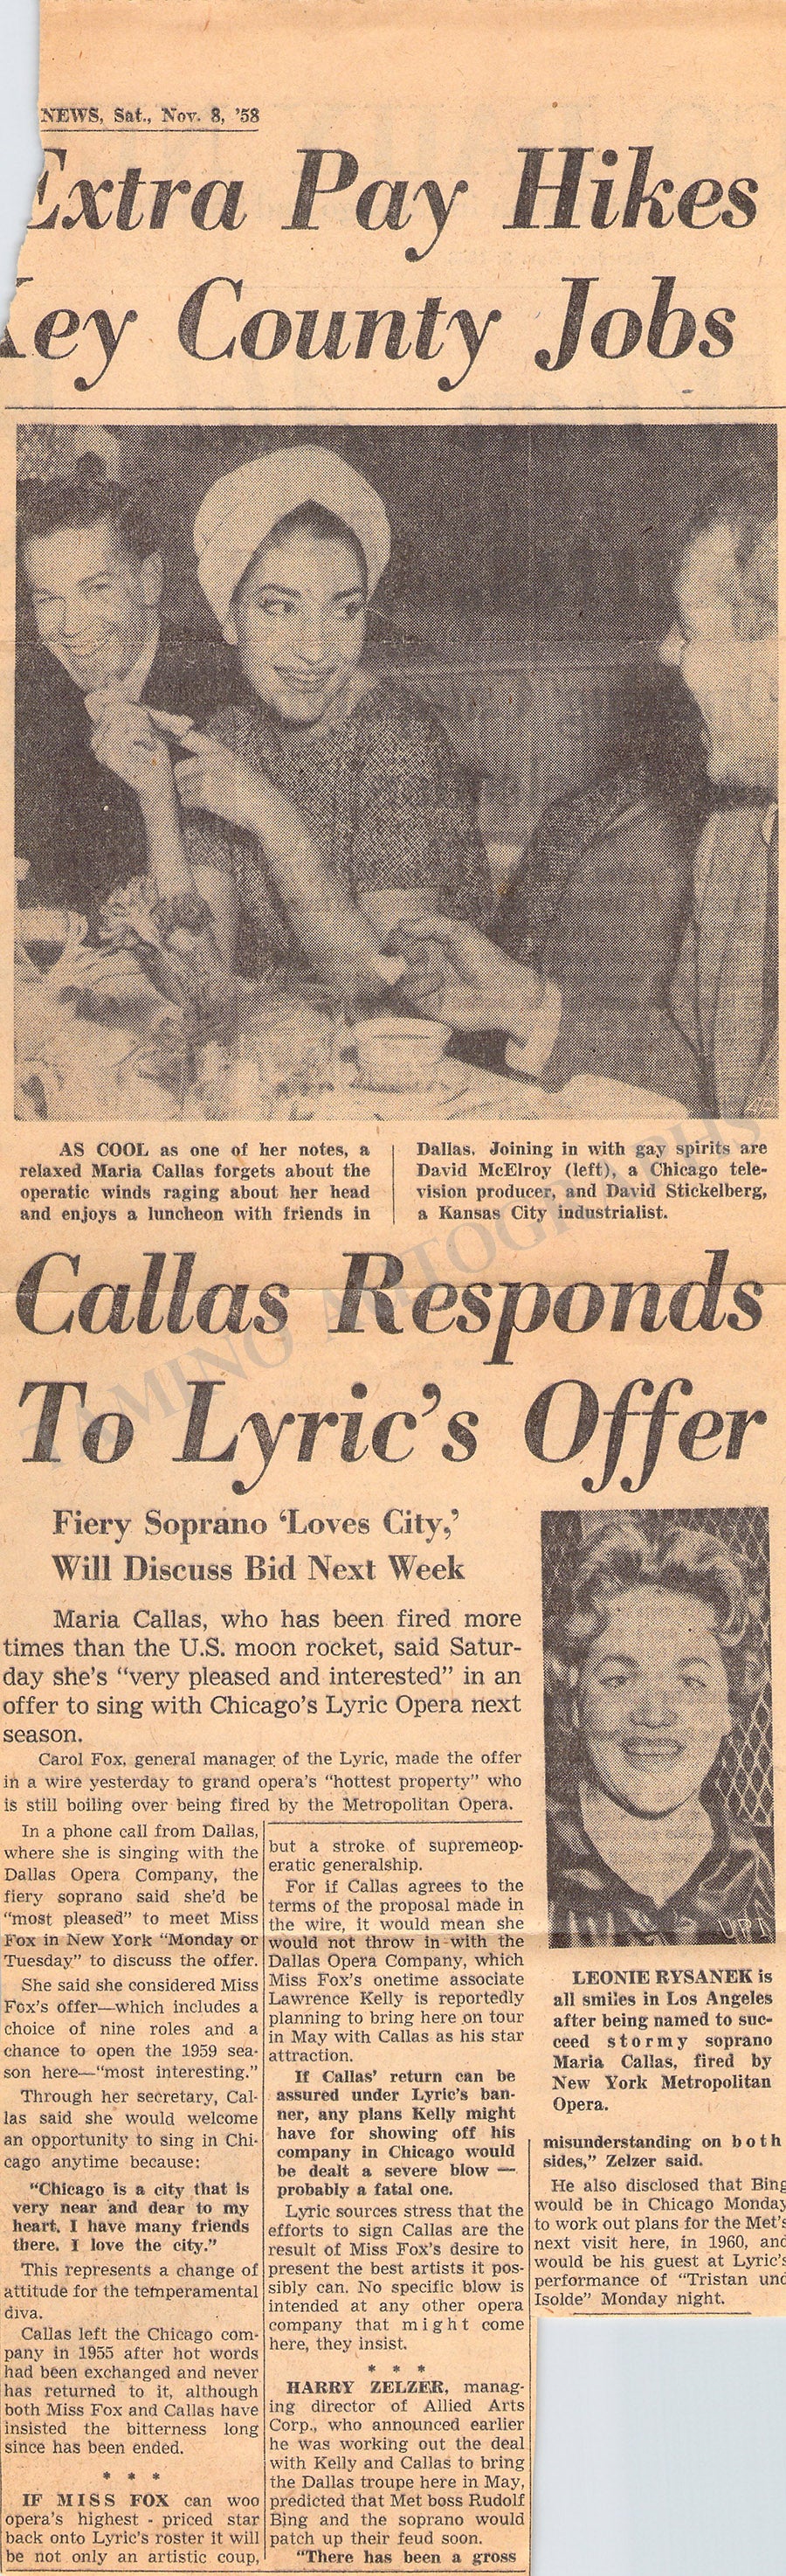 NEWS, Sat., Nov. 8, '58
Extra Pay Hikes
Key County Jobs
AS COOL as one of her notes, a
relaxed Maria Callas forgets about the
operatic winds raging about her head
and enjoys a luncheon with friends in
Dallas. Joining in with gay spirits are
David McElroy (left), a Chicago tele-
vision producer, and David Stickelberg,
a Kansas City industrialist.
TAMINO AUTOGRAPHS
Callas Responds
To Lyric's Offer
Fiery Soprano 'Loves City,'
Will Discuss Bid Next Week
Maria Callas, who has been fired more
times than the U.S. moon rocket, said Satur-
day she's "very pleased and interested" in an
offer to sing with Chicago's Lyric Opera next
season.
Carol Fox, general manager of the Lyric, made the offer
in a wire yesterday to grand opera's "hottest property" who
is still boiling over being fired by the Metropolitan Opera.
In a phone call from Dallas,
where she is singing with the
Dallas Opera Company, the
fiery soprano said she'd be
"most pleased" to meet Miss
Fox in New York "Monday or
Tuesday" to discuss the offer.
She said she considered Miss
Fox's offer—which includes a
choice of nine roles and a
chance to open the 1959 sea-
son here—"most interesting."
Through her secretary, Cal-
las said she would welcome
an opportunity to sing in Chi-
cago anytime because:
"Chicago is a city that is
very near and dear to my
heart. I have many friends
there. I love the city."
This represents a change of
attitude for the temperamental
diva.
Callas left the Chicago com-
pany in 1955 after hot words
had been exchanged and never
has returned to it, although
both Miss Fox and Callas have
insisted the bitterness long
since has been ended.
* * *
IF MISS FOX can woo
opera's highest - priced star
back onto Lyric's roster it will
be not only an artistic coup,
but a stroke of supremeop-
eratic generalship.
For if Callas agrees to the
terms of the proposal made in
the wire, it would mean she
would not throw in with the
Dallas Opera Company, which
Miss Fox's onetime associate
Lawrence Kelly is reportedly
planning to bring here on tour
in May with Callas as his star
attraction.
If Callas' return can be
assured under Lyric's ban-
ner, any plans Kelly might
have for showing off his
company in Chicago would
be dealt a severe blow —
probably a fatal one.
Lyric sources stress that the
efforts to sign Callas are the
result of Miss Fox's desire to
present the best artists it pos-
sibly can. No specific blow is
intended at any other opera
company that might come
here, they insist.
* * *
HARRY ZELZER, manag-
ing director of Allied Arts
Corp., who announced earlier
he was working out the deal
with Kelly and Callas to bring
the Dallas troupe here in May,
predicted that Met boss Rudolf
Bing and the soprano would
patch up their feud soon.
"There has been a gross
UPI
LEONIE RYSANEK is
all smiles in Los Angeles
after being named to suc-
ceed stormy soprano
Maria Callas, fired by
New York Metropolitan
Opera.
misunderstanding on both
sides," Zelzer said.
He also disclosed that Bing
would be in Chicago Monday
to work out plans for the Met's
next visit here, in 1960, and
would be his guest at Lyric's
performance of "Tristan und
Isolde" Monday night.